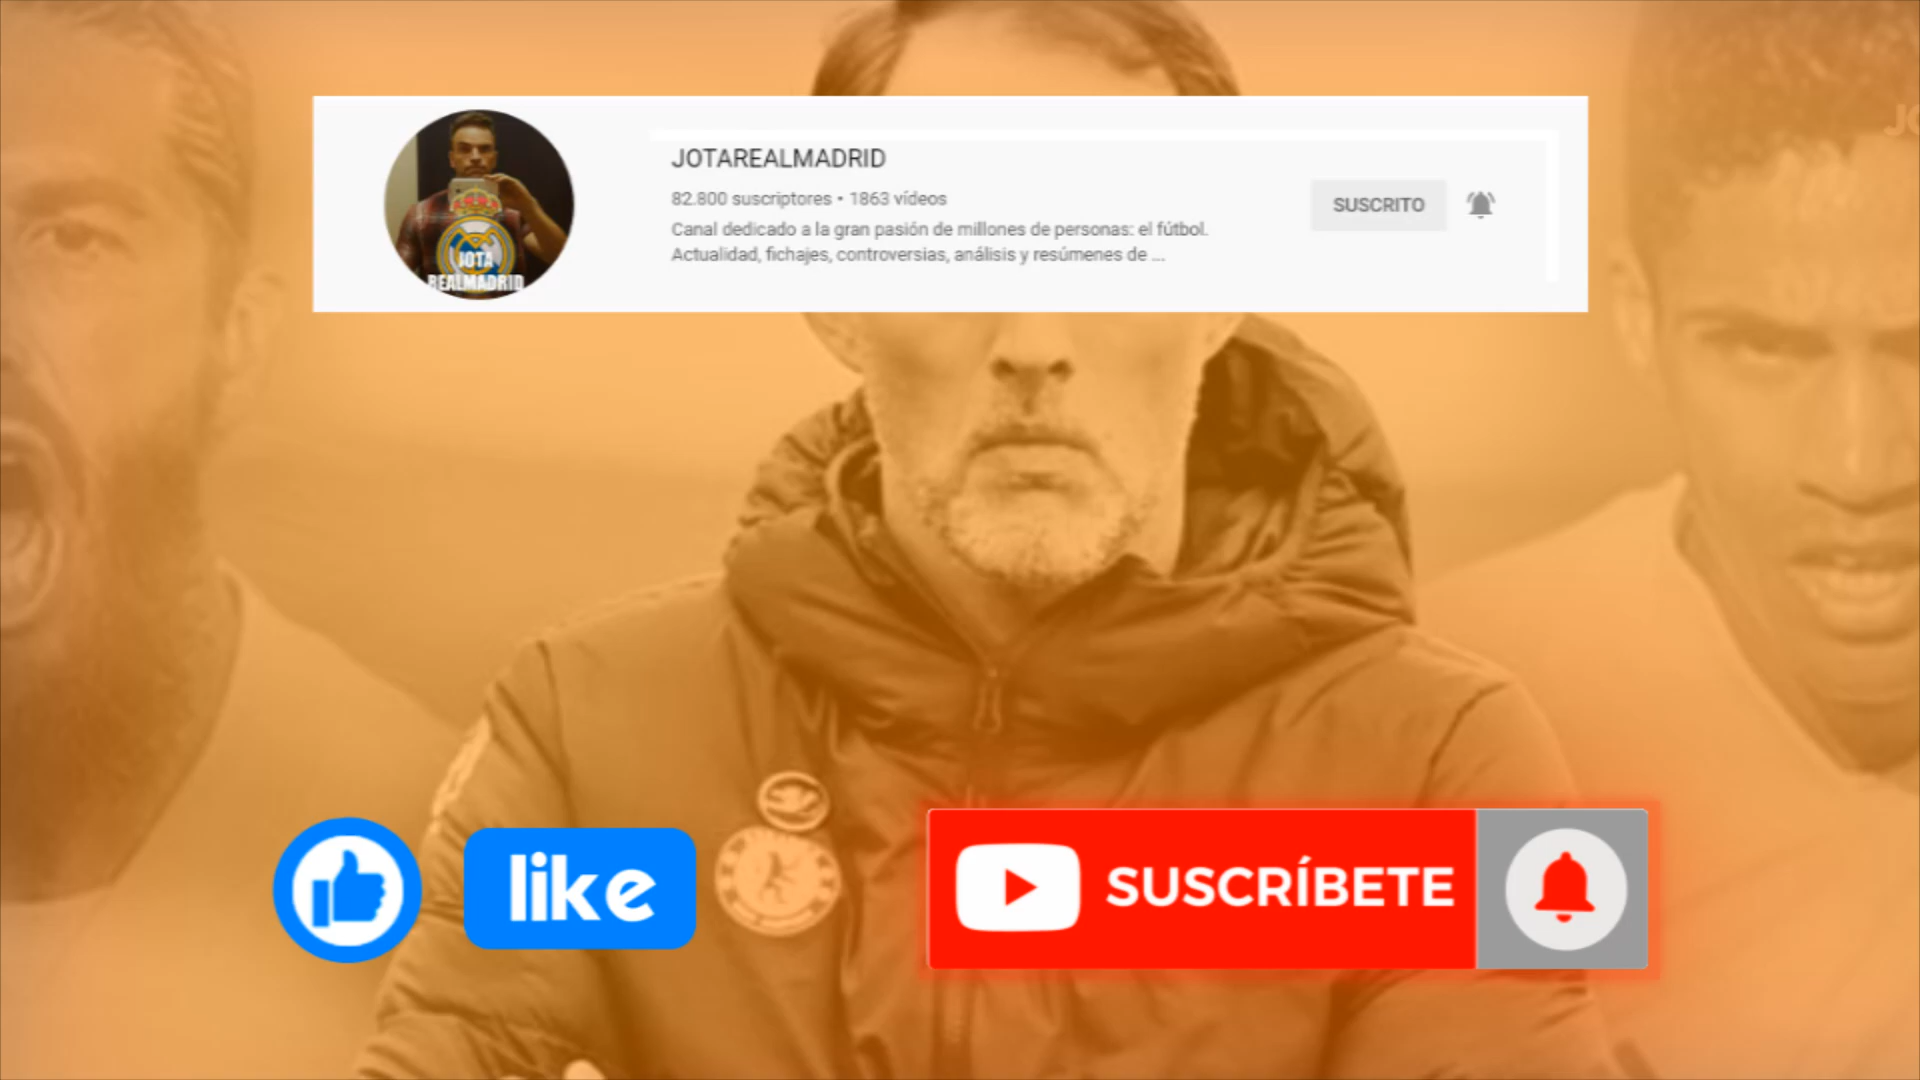 JOTAREALMADRID
82.800 suscriptores • 1863 vídeos
Canal dedicado a la gran pasión de millones de personas: el fútbol.
Actualidad, fichajes, controversias, análisis y resúmenes de ...
SUSCRITO
JOTA
REALMADRID
JO
like
SUSCRÍBETE